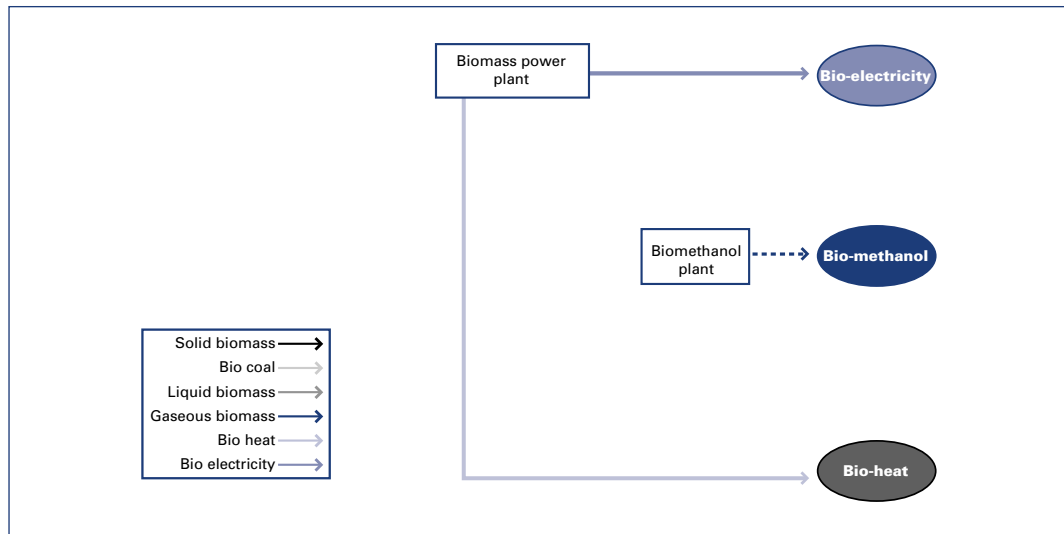 Biomass power
plant
Bio-electricity
Biomethanol
plant
Bio-methanol
Solid biomass
Bio coal
Liquid biomass
Gaseous biomass
Bio heat
Bio electricity
Bio-heat